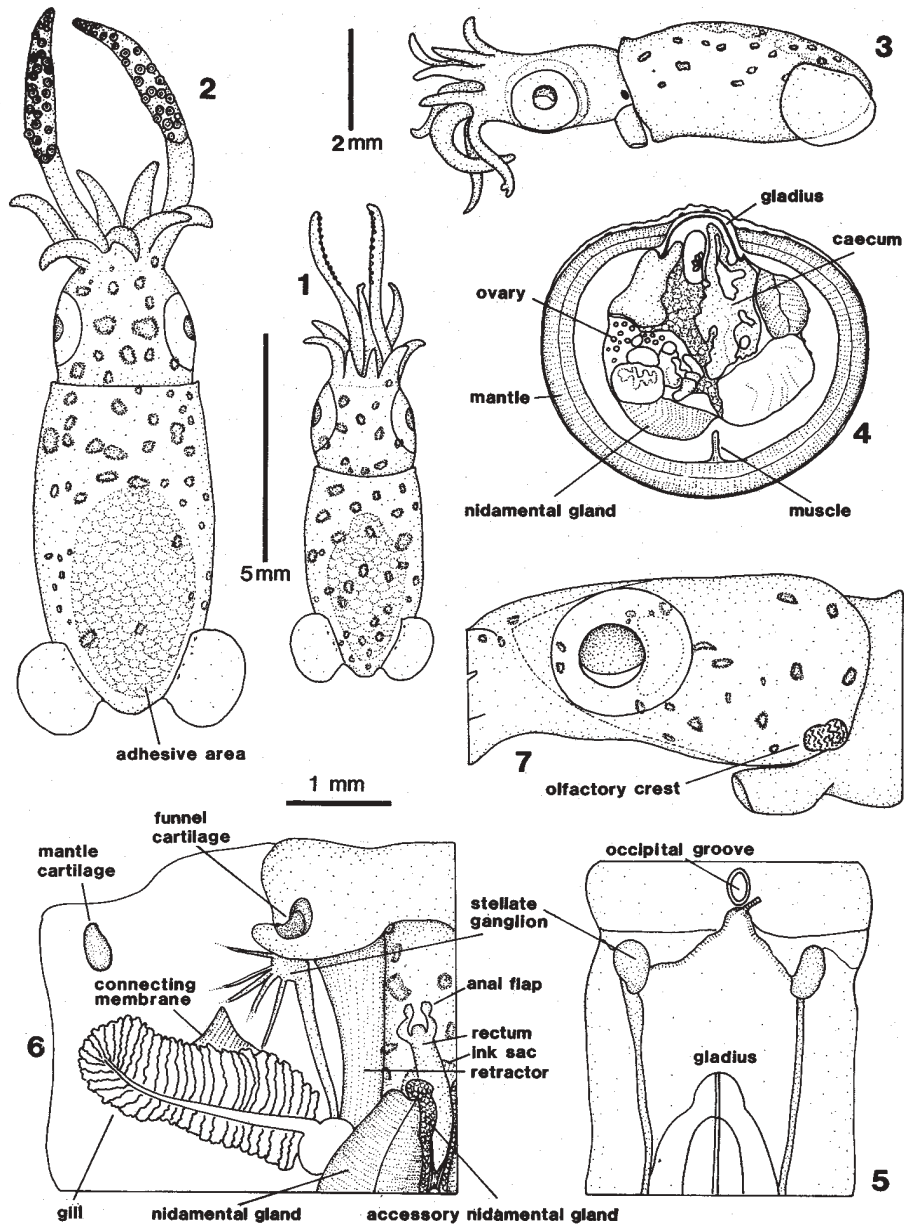 2
2 mm
3
1
5 mm
adhesive area
gladius
caecum
ovary
mantle
4
nidamental gland
muscle
7
olfactory crest
1 mm
funnel
cartilage
mantle
cartilage
stellate
ganglion
connecting
membrane
anal flap
6
rectum
ink sac
retractor
gill
nidamental gland
accessory nidamental gland
occipital groove
gladius
5